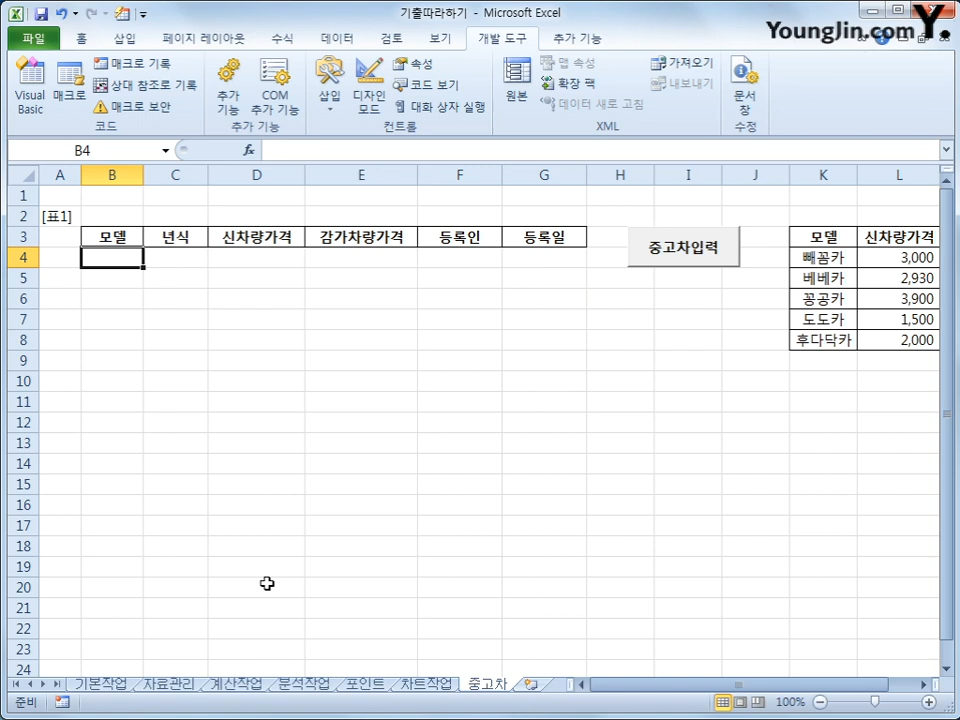 기출따라하기 - Microsoft Excel
Younglin.com Y.
파일 홈 삽입 페이지 레이아웃 수식 데이터 검토 보기 개발 도구 추가 기능
Visual Basic
매크로
매크로 기록
상대 참조로 기록
매크로 보안
코드
추가 기능
COM 추가 기능
추가 기능
삽입
디자인 모드
속성
코드 보기
대화 상자 실행
컨트롤
원본
맵 속성
확장 팩
데이터 새로 고침
가져오기
내보내기
XML
문서 창
수정
B4 fx
A B C D E F G H I J K L
1
2 [표1]
3 모델 년식 신차량가격 감가차량가격 등록인 등록일 중고차입력 모델 신차량가격
4 빼꼼카 3,000
5 베베카 2,930
6 꽁공카 3,900
7 도도카 1,500
8 후다닥카 2,000
9
10
11
12
13
14
15
16
17
18
19
20
21
22
23
24
기본작업 자료관리 계산작업 분석작업 포인트 차트작업 중고차
준비 100%